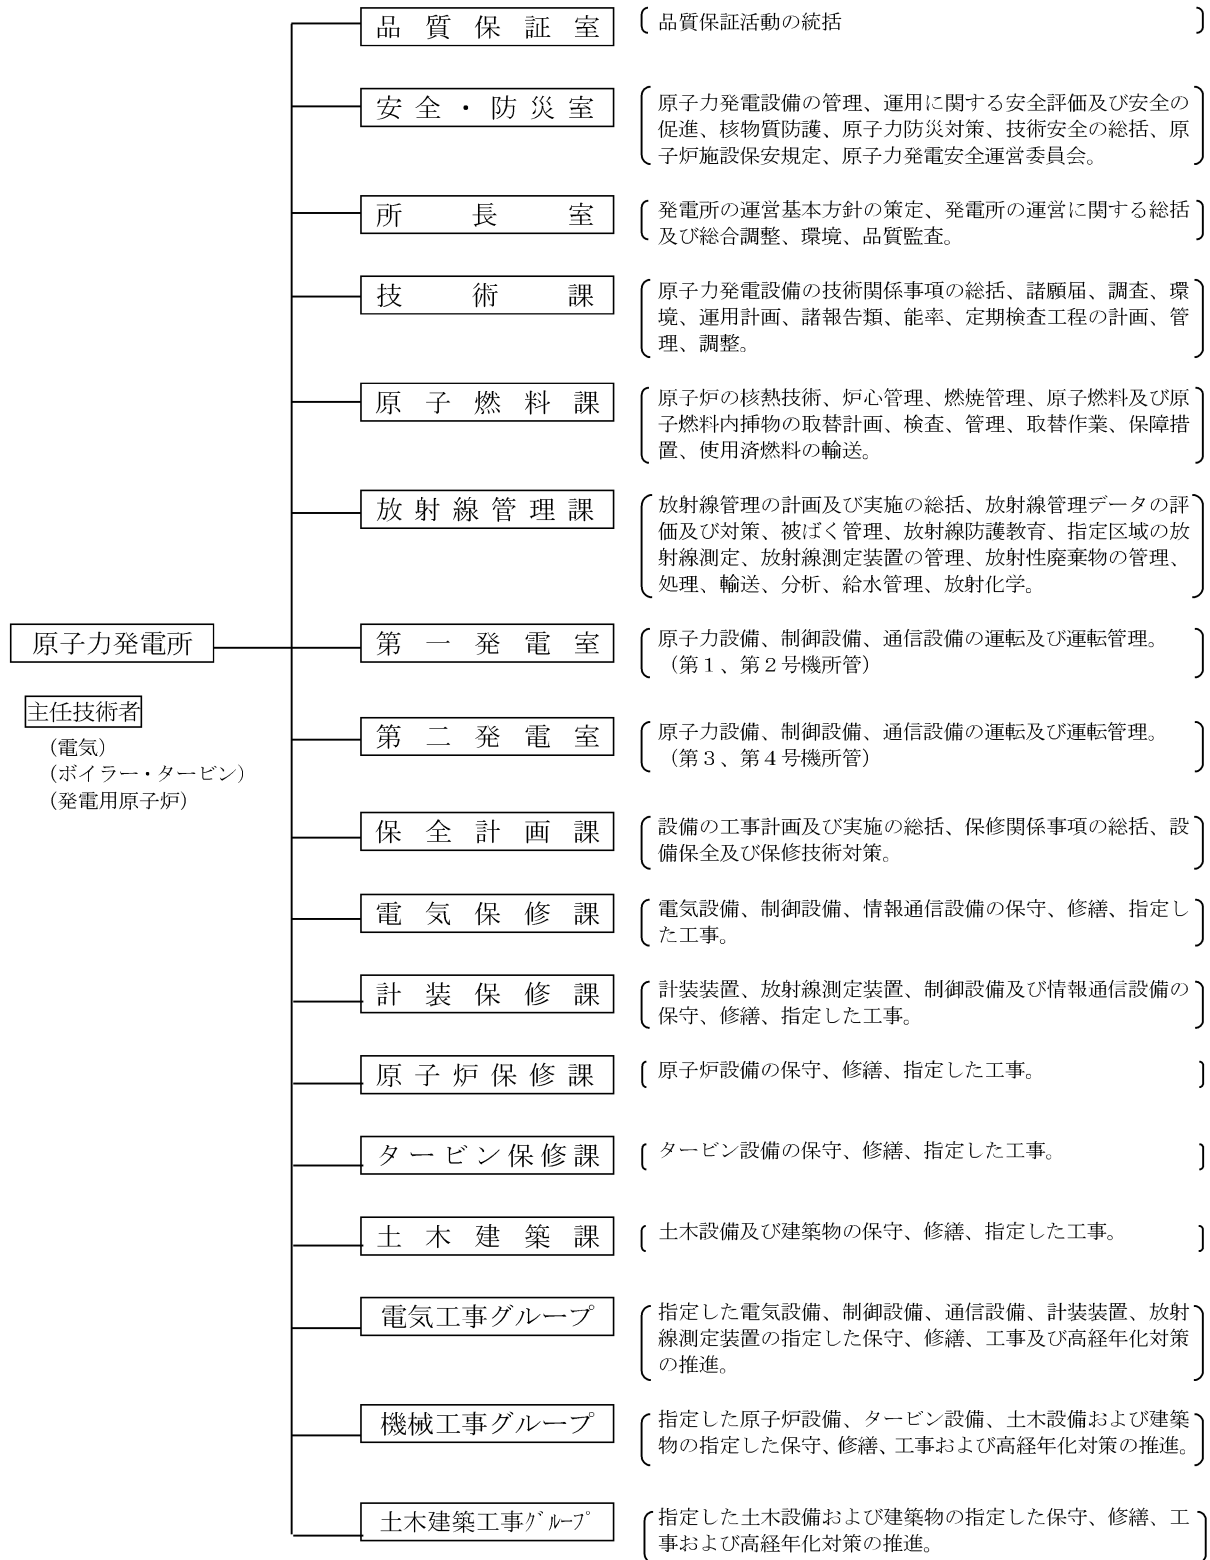 品質保証室
品質保証活動の統括
安全・防災室
原子力発電設備の管理、運用に関する安全評価及び安全の
促進、核物質防護、原子力防災対策、技術安全の総括、原
子炉施設保安規定、原子力発電安全運営委員会。
所長室
発電所の運営基本方針の策定、発電所の運営に関する総括
及び総合調整、環境、品質監査。
技術課
原子力発電設備の技術関係事項の総括、諸願届、調査、環
境、運用計画、諸報告類、能率、定期検査工程の計画、管
理、調整。
原子燃料課
原子炉の核熱技術、炉心管理、燃焼管理、原子燃料及び原
子燃料内挿物の取替計画、検査、管理、取替作業、保障措
置、使用済燃料の輸送。
放射線管理課
放射線管理の計画及び実施の総括、放射線管理データの評
価及び対策、被ばく管理、放射線防護教育、指定区域の放
射線測定、放射線測定装置の管理、放射性廃棄物の管理、
処理、輸送、分析、給水管理、放射化学。
原子力発電所
主任技術者
（電気）
（ボイラー・タービン）
（発電用原子炉）
第一発電室
原子力設備、制御設備、通信設備の運転及び運転管理。
（第１、第２号機所管）
第二発電室
原子力設備、制御設備、通信設備の運転及び運転管理。
（第３、第４号機所管）
保全計画課
設備の工事計画及び実施の総括、保修関係事項の総括、設
備保全及び保修技術対策。
電気保修課
電気設備、制御設備、情報通信設備の保守、修繕、指定し
た工事。
計装保修課
計装装置、放射線測定装置、制御設備及び情報通信設備の
保守、修繕、指定した工事。
原子炉保修課
原子炉設備の保守、修繕、指定した工事。
タービン保修課
タービン設備の保守、修繕、指定した工事。
土木建築課
土木設備及び建築物の保守、修繕、指定した工事。
電気工事グループ
指定した電気設備、制御設備、通信設備、計装装置、放射
線測定装置の指定した保守、修繕、工事及び高経年化対策
の推進。
機械工事グループ
指定した原子炉設備、タービン設備、土木設備および建築
物の指定した保守、修繕、工事および高経年化対策の推進。
土木建築工事ｸﾞﾙｰﾌﾟ
指定した土木設備および建築物の指定した保守、修繕、工
事および高経年化対策の推進。